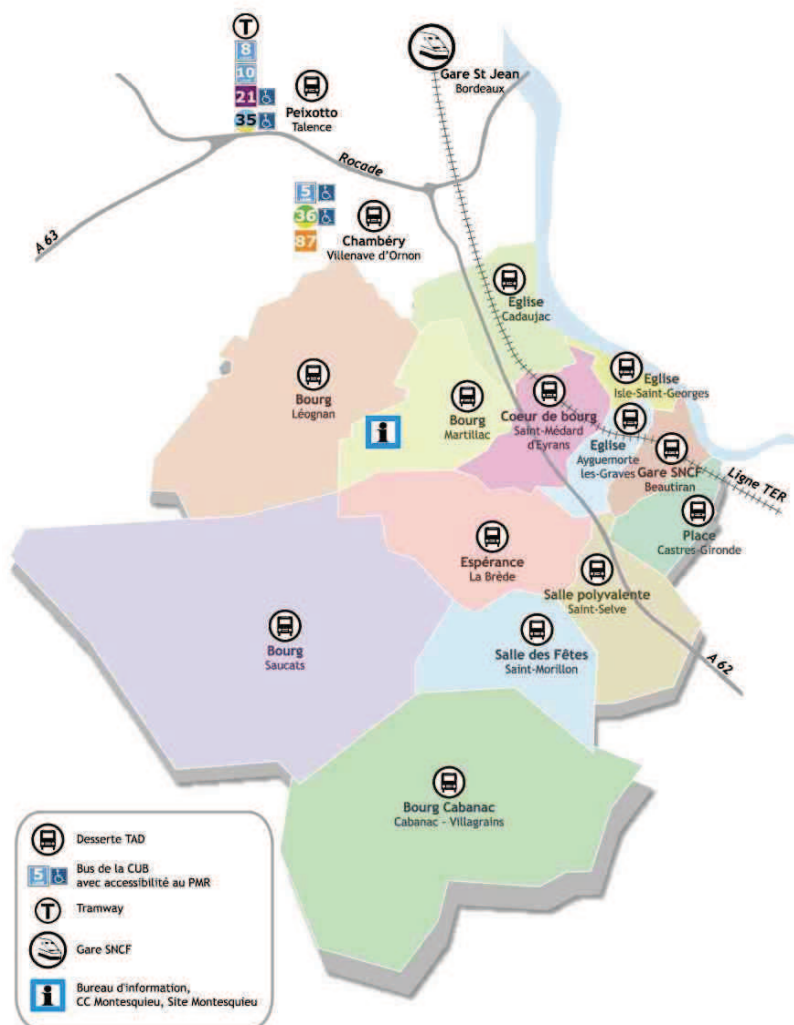 T
8
10
21
35
Peixotto
Talence
Gare St Jean
Bordeaux
Rocade
A 63
5
36
87
Chambéry
Villenave d'Ornon
Eglise
Cadaujac
Bourg
Léognan
Bourg
Martillac
Coeur de bourg
Saint-Médard
d'Eyrans
Eglise
Isle-Saint-Georges
Eglise
Ayguemorte
les-Graves
Gare SNCF
Beautiran
Ligne TER
Place
Castres-Gironde
Espérance
La Brède
Salle polyvalente
Saint-Selve
Bourg
Saucats
Salle des Fêtes
Saint-Morillon
A 62
Bourg Cabanac
Cabanac - Villagrains
Desserte TAD
5
Bus de la CUB
avec accessibilité au PMR
T
Tramway
Gare SNCF
Bureau d'information,
CC Montesquieu, Site Montesquieu